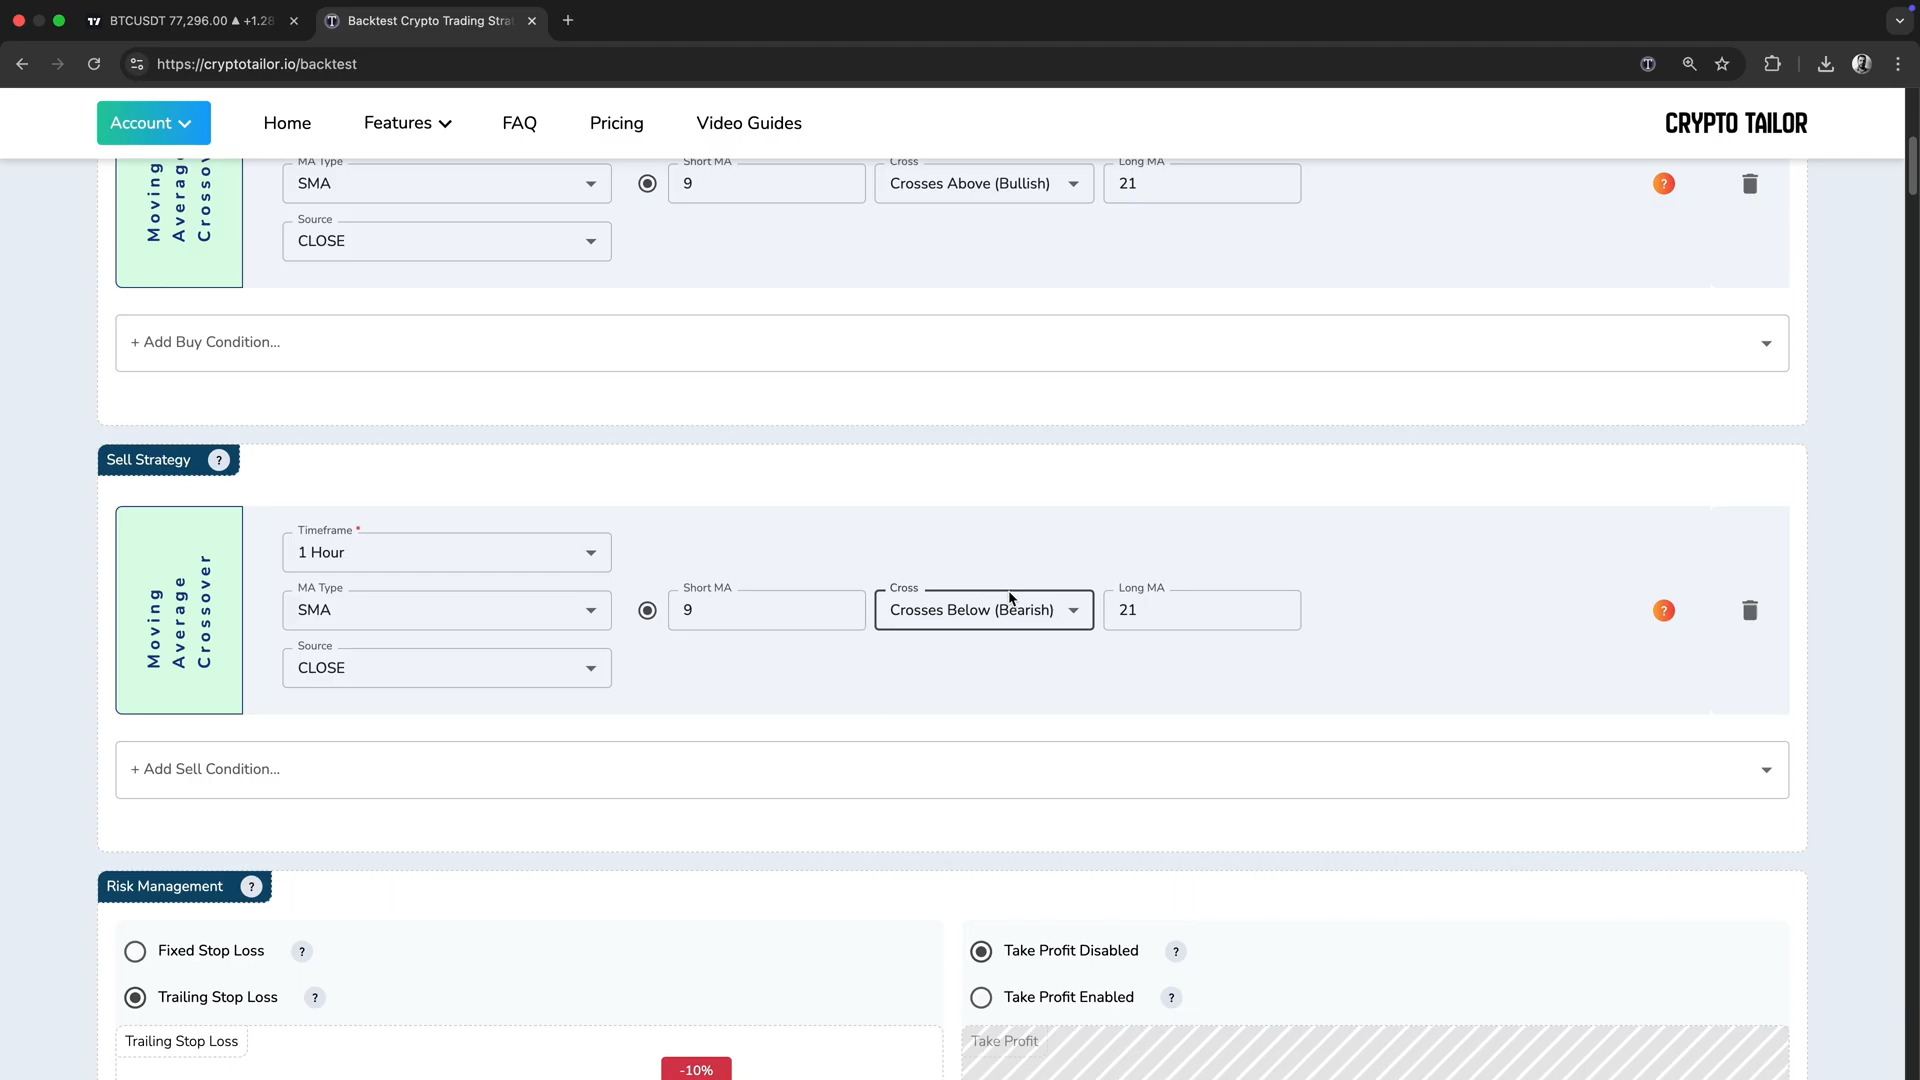 BTCUSDT 77,296.00 ▲ +1.28
Backtest Crypto Trading Stra
https://cryptotailor.io/backtest
Account
Home
Features
FAQ
Pricing
Video Guides
CRYPTO TAILOR
Moving
Average
Crossover
MA Type
SMA
Short MA
9
Cross
Crosses Above (Bullish)
Long MA
21
?
Source
CLOSE
+ Add Buy Condition...
Sell Strategy ?
Moving
Average
Crossover
Timeframe *
1 Hour
MA Type
SMA
Short MA
9
Cross
Crosses Below (Bearish)
Long MA
21
?
Source
CLOSE
+ Add Sell Condition...
Risk Management ?
Fixed Stop Loss ?
Trailing Stop Loss ?
Trailing Stop Loss
-10%
Take Profit Disabled ?
Take Profit Enabled ?
Take Profit